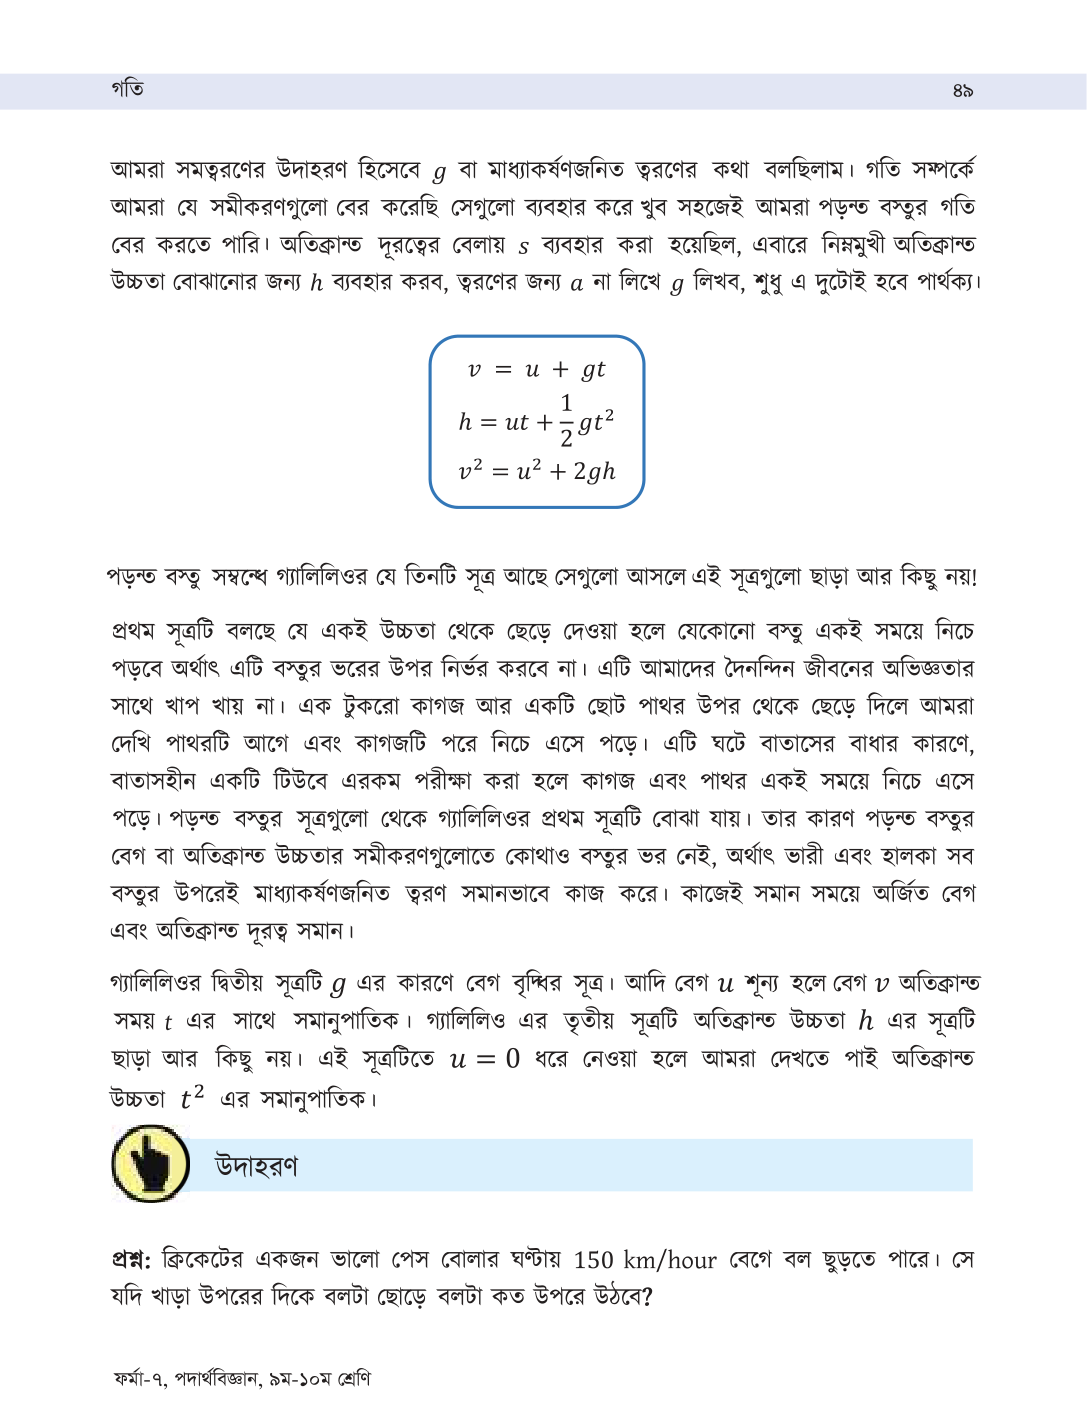 গতি ৪৯
আমরা সমত্বরণের উদাহরণ হিসেবে g বা মাধ্যাকর্ষণজনিত ত্বরণের কথা বলছিলাম। গতি সম্পর্কে
আমরা যে সমীকরণগুলো বের করেছি সেগুলো ব্যবহার করে খুব সহজেই আমরা পড়ন্ত বস্তুর গতি
বের করতে পারি। অতিক্রান্ত দূরত্বের বেলায় s ব্যবহার করা হয়েছিল, এবারে নিম্নমুখী অতিক্রান্ত
উচ্চতা বোঝানোর জন্য h ব্যবহার করব, ত্বরণের জন্য a না লিখে g লিখব, শুধু এ দুটোই হবে পার্থক্য।
v = u + gt
h = ut + 1/2 gt²
v² = u² + 2gh
পড়ন্ত বস্তু সম্বন্ধে গ্যালিলিওর যে তিনটি সূত্র আছে সেগুলো আসলে এই সূত্রগুলো ছাড়া আর কিছু নয়!
প্রথম সূত্রটি বলছে যে একই উচ্চতা থেকে ছেড়ে দেওয়া হলে যেকোনো বস্তু একই সময়ে নিচে
পড়বে অর্থাৎ এটি বস্তুর ভরের উপর নির্ভর করবে না। এটি আমাদের দৈনন্দিন জীবনের অভিজ্ঞতার
সাথে খাপ খায় না। এক টুকরো কাগজ আর একটি ছোট পাথর উপর থেকে ছেড়ে দিলে আমরা
দেখি পাথরটি আগে এবং কাগজটি পরে নিচে এসে পড়ে। এটি ঘটে বাতাসের বাধার কারণে,
বাতাসহীন একটি টিউবে এরকম পরীক্ষা করা হলে কাগজ এবং পাথর একই সময়ে নিচে এসে
পড়ে। পড়ন্ত বস্তুর সূত্রগুলো থেকে গ্যালিলিওর প্রথম সূত্রটি বোঝা যায়। তার কারণ পড়ন্ত বস্তুর
বেগ বা অতিক্রান্ত উচ্চতার সমীকরণগুলোতে কোথাও বস্তুর ভর নেই, অর্থাৎ ভারী এবং হালকা সব
বস্তুর উপরেই মাধ্যাকর্ষণজনিত ত্বরণ সমানভাবে কাজ করে। কাজেই সমান সময়ে অর্জিত বেগ
এবং অতিক্রান্ত দূরত্ব সমান।
গ্যালিলিওর দ্বিতীয় সূত্রটি g এর কারণে বেগ বৃদ্ধির সূত্র। আদি বেগ u শূন্য হলে বেগ v অতিক্রান্ত
সময় t এর সাথে সমানুপাতিক। গ্যালিলিও এর তৃতীয় সূত্রটি অতিক্রান্ত উচ্চতা h এর সূত্রটি
ছাড়া আর কিছু নয়। এই সূত্রটিতে u = 0 ধরে নেওয়া হলে আমরা দেখতে পাই অতিক্রান্ত
উচ্চতা t² এর সমানুপাতিক।
উদাহরণ
প্রশ্ন: ক্রিকেটের একজন ভালো পেস বোলার ঘণ্টায় 150 km/hour বেগে বল ছুড়তে পারে। সে
যদি খাড়া উপরের দিকে বলটা ছোড়ে বলটা কত উপরে উঠবে?
ফর্মা-৭, পদার্থবিজ্ঞান, ৯ম-১০ম শ্রেণি